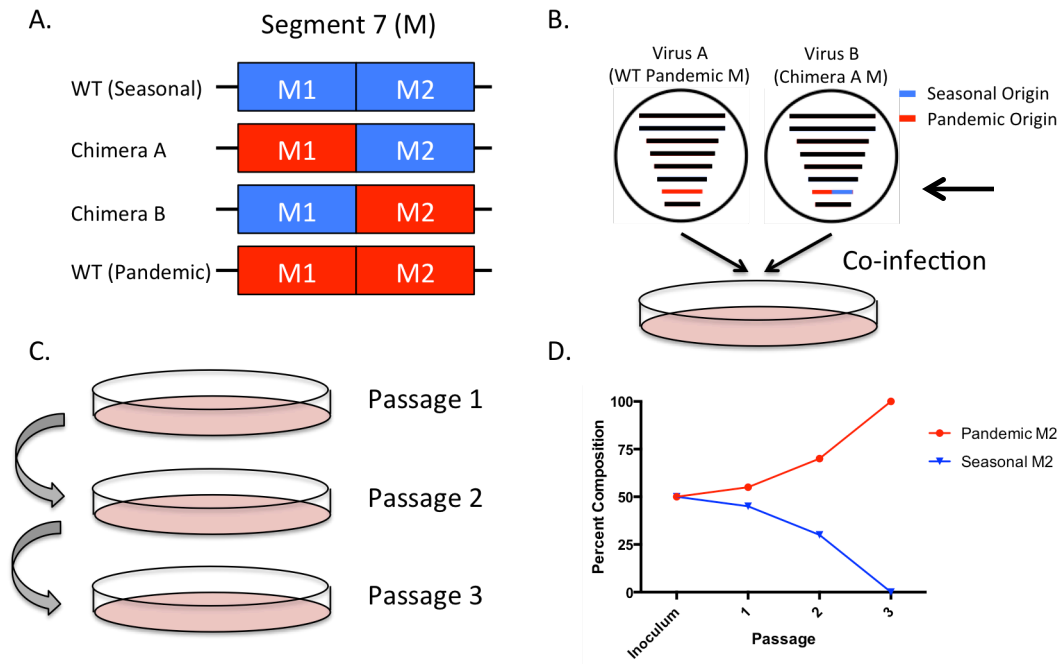 A.
Segment 7 (M)
WT (Seasonal)
M1 M2
Chimera A
M1 M2
Chimera B
M1 M2
WT (Pandemic)
M1 M2
B.
Virus A
(WT Pandemic M)
Virus B
(Chimera A M)
Seasonal Origin
Pandemic Origin
Co-infection
C.
Passage 1
Passage 2
Passage 3
D.
Percent Composition
100
75
50
25
0
Inoculum
1
2
3
Passage
Pandemic M2
Seasonal M2